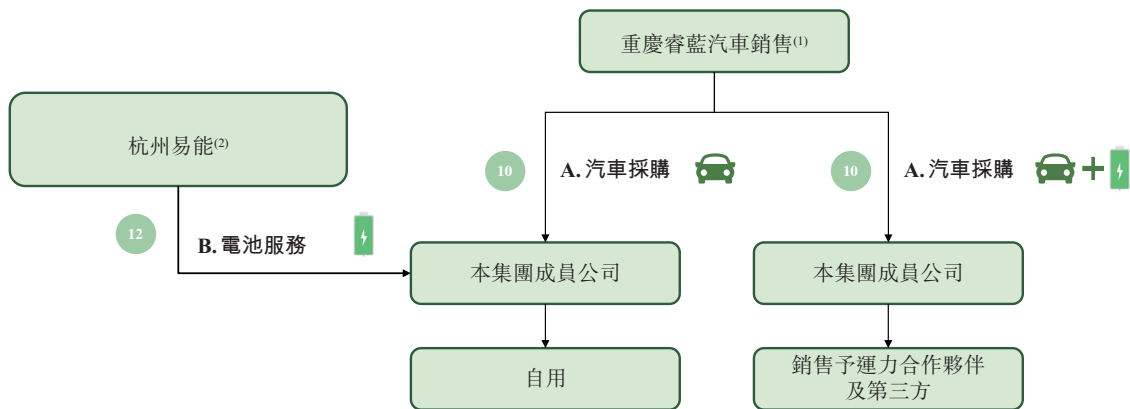 重慶睿藍汽車銷售(1)
杭州易能(2)
10
A. 汽車採購
10
A. 汽車採購
12
B. 電池服務
本集團成員公司
本集團成員公司
自用
銷售予運力合作夥伴
及第三方